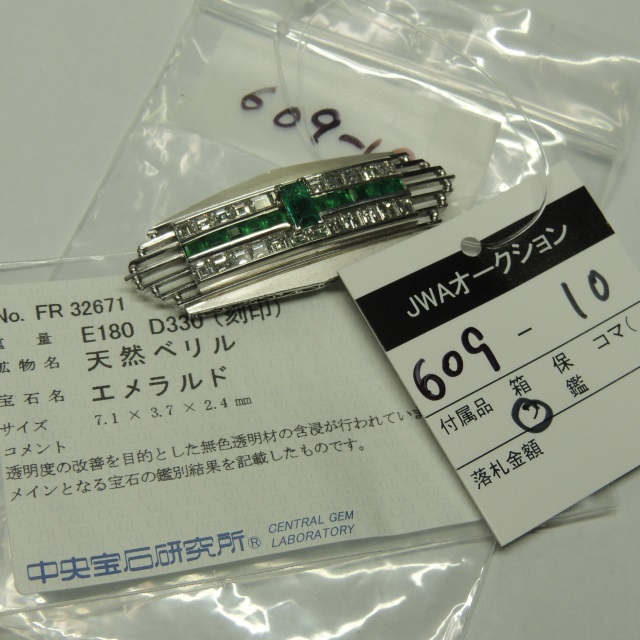 609
No. FR 32671
重 量 E180 D330 (刻印)
鉱物名 天然ベリル
宝石名 エメラルド
サイズ 7.1 × 3.7 × 2.4 mm
コメント
透明度の改善を目的とした無色透明材の含浸が行われてい
メインとなる宝石の鑑別結果を記載したものです。
中央宝石研究所® CENTRAL GEM
LABORATORY
JWAオークション
609 - 10
付属品 箱 保 コマ(
ソ 鑑
落札金額